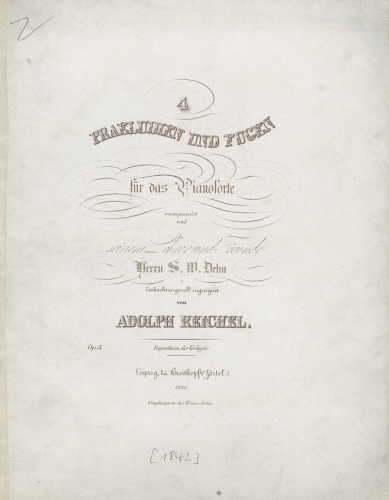 2
4
PRAELUDIEN UND FUGEN
für das Pianoforte
componirt
und
seinem Lehrer und Freunde
Herrn S. W. Dehn
hochachtungsvoll zugeeignet
von
ADOLPH REICHEL.
Op. 3. Eigenthum der Verleger.
Leipzig, bei Breitkopf & Härtel.
[1842]